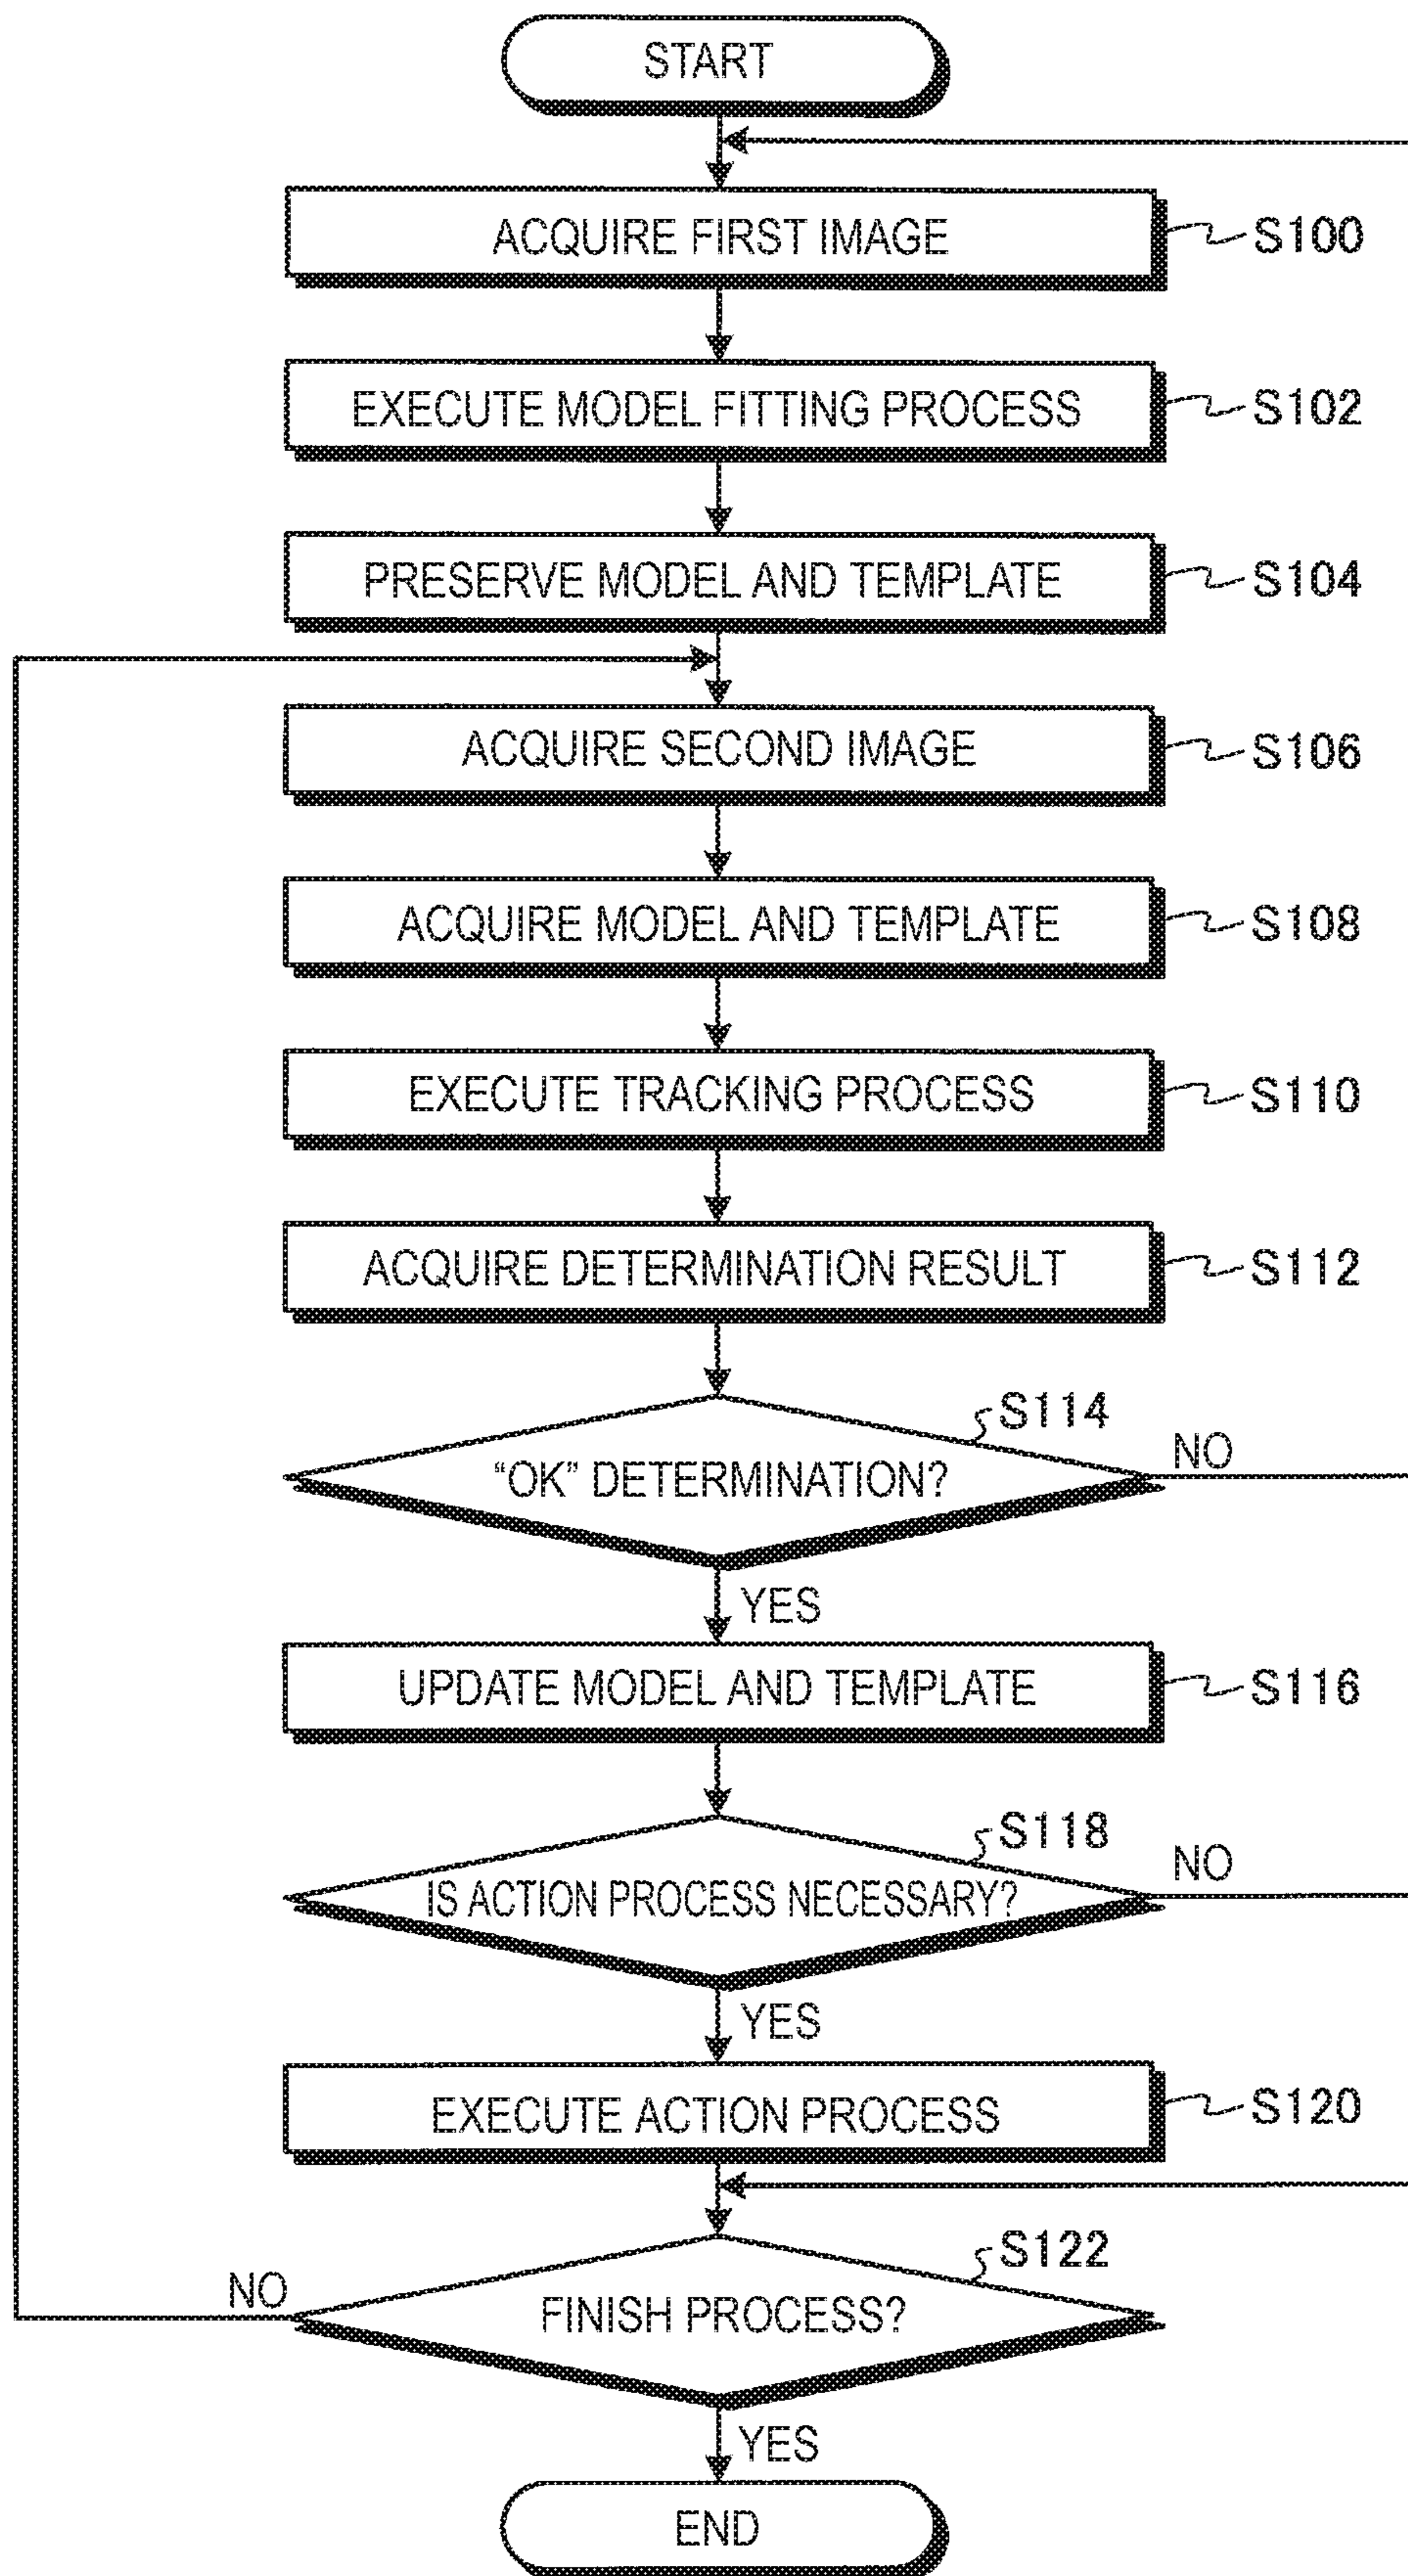 START
ACQUIRE FIRST IMAGE
S100
EXECUTE MODEL FITTING PROCESS
S102
PRESERVE MODEL AND TEMPLATE
S104
ACQUIRE SECOND IMAGE
S106
ACQUIRE MODEL AND TEMPLATE
S108
EXECUTE TRACKING PROCESS
S110
ACQUIRE DETERMINATION RESULT
S112
S114
“OK” DETERMINATION?
NO
YES
UPDATE MODEL AND TEMPLATE
S116
S118
IS ACTION PROCESS NECESSARY?
NO
YES
EXECUTE ACTION PROCESS
S120
S122
NO
FINISH PROCESS?
YES
END